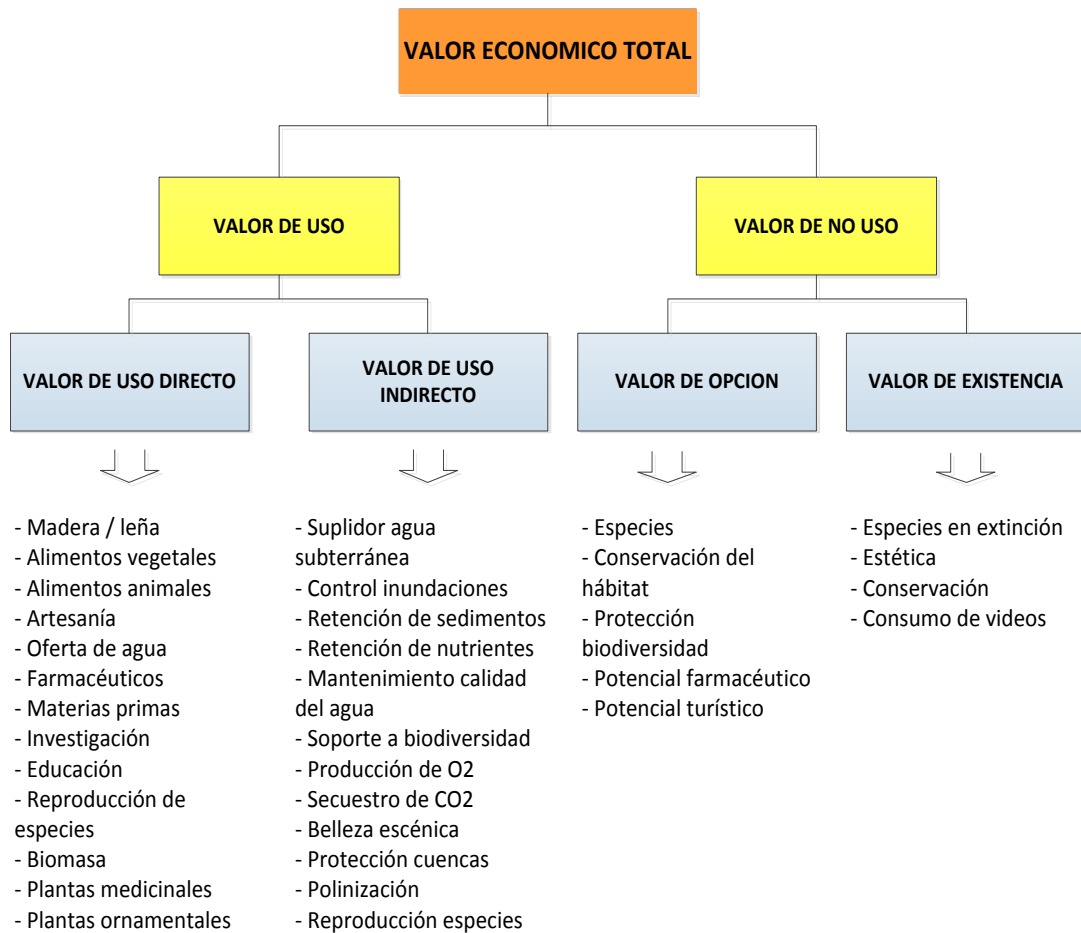 VALOR ECONOMICO TOTAL
VALOR DE USO
VALOR DE NO USO
VALOR DE USO DIRECTO
VALOR DE USO
INDIRECTO
VALOR DE OPCION
VALOR DE EXISTENCIA
- Madera / leña
- Alimentos vegetales
- Alimentos animales
- Artesanía
- Oferta de agua
- Farmacéuticos
- Materias primas
- Investigación
- Educación
- Reproducción de
especies
- Biomasa
- Plantas medicinales
- Plantas ornamentales
- Suplidor agua
subterránea
- Control inundaciones
- Retención de sedimentos
- Retención de nutrientes
- Mantenimiento calidad
del agua
- Soporte a biodiversidad
- Producción de O2
- Secuestro de CO2
- Belleza escénica
- Protección cuencas
- Polinización
- Reproducción especies
- Especies
- Conservación del
hábitat
- Protección
biodiversidad
- Potencial farmacéutico
- Potencial turístico
- Especies en extinción
- Estética
- Conservación
- Consumo de videos